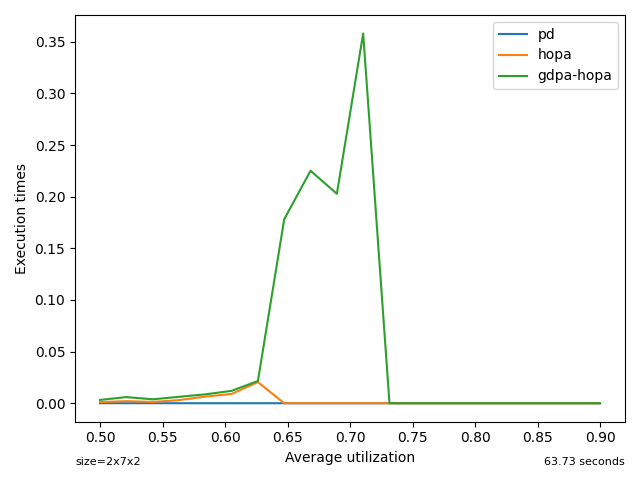 pd
hopa
gdpa-hopa
Execution times
0.35
0.30
0.25
0.20
0.15
0.10
0.05
0.00
0.50 0.55 0.60 0.65 0.70 0.75 0.80 0.85 0.90
Average utilization
size=2x7x2
63.73 seconds